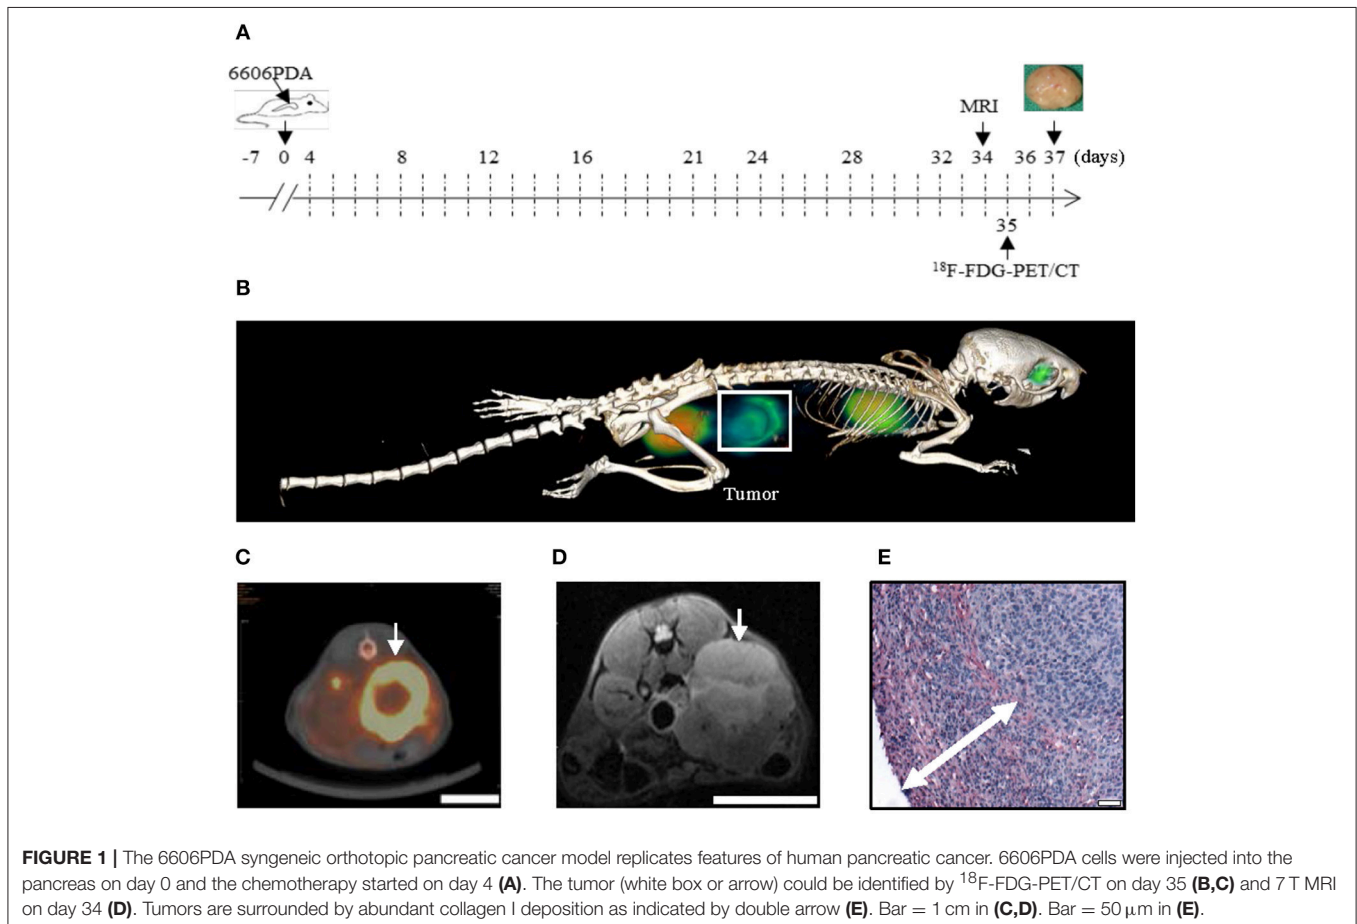 A
6606PDA
MRI
-7 0 4 8 12 16 21 24 28 32 34 36 37 (days)
35
18F-FDG-PET/CT
B
Tumor
C D E
FIGURE 1 | The 6606PDA syngeneic orthotopic pancreatic cancer model replicates features of human pancreatic cancer. 6606PDA cells were injected into the
pancreas on day 0 and the chemotherapy started on day 4 (A). The tumor (white box or arrow) could be identified by 18F-FDG-PET/CT on day 35 (B,C) and 7 T MRI
on day 34 (D). Tumors are surrounded by abundant collagen I deposition as indicated by double arrow (E). Bar = 1 cm in (C,D). Bar = 50 μm in (E).